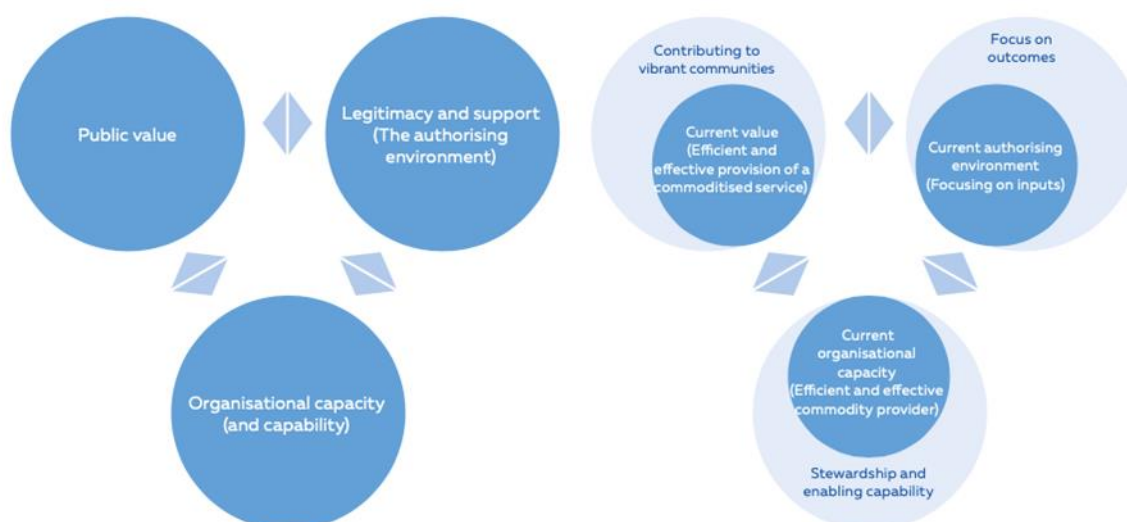 Public value
Legitimacy and support
(The authorising
environment)
Organisational capacity
(and capability)
Contributing to
vibrant communities
Current value
(Efficient and
effective provision of a
commoditised service)
Focus on
outcomes
Current authorising
environment
(Focusing on inputs)
Current
organisational
capacity
(Efficient and effective
commodity provider)
Stewardship and
enabling capability